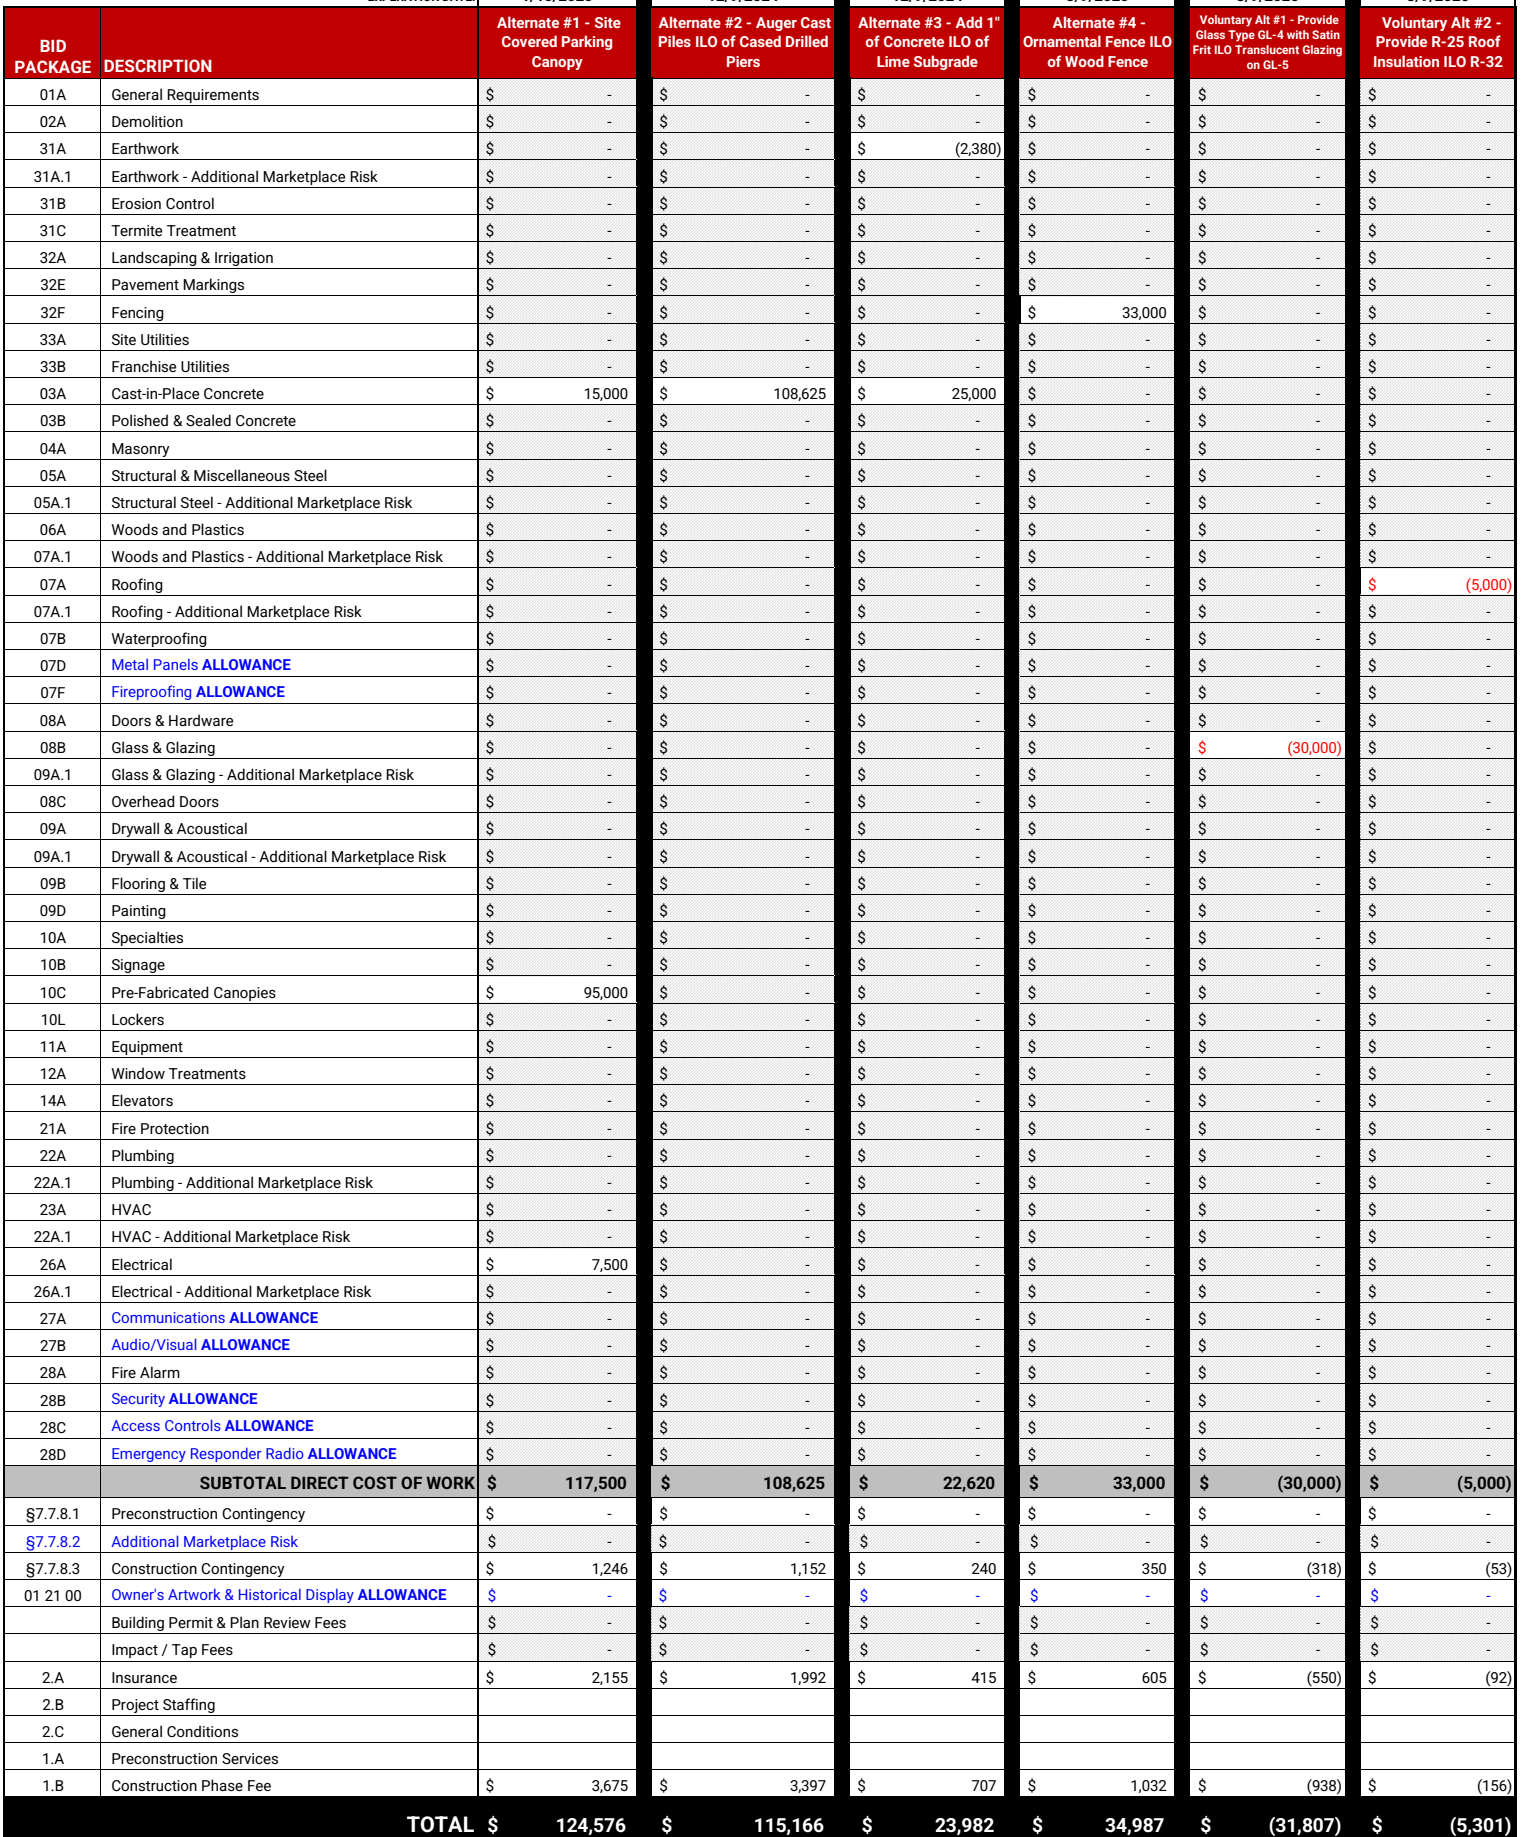 BID PACKAGE DESCRIPTION Alternate #1 - Site Covered Parking Canopy Alternate #2 - Auger Cast Piles ILO of Cased Drilled Piers Alternate #3 - Add 1" of Concrete ILO of Lime Subgrade Alternate #4 - Ornamental Fence ILO of Wood Fence Voluntary Alt #1 - Provide Glass Type GL-4 with Satin Frit ILO Translucent Glazing on GL-5 Voluntary Alt #2 - Provide R-25 Roof Insulation ILO R-32
01A General Requirements $ - $ - $ - $ - $ - $ -
02A Demolition $ - $ - $ - $ - $ - $ -
31A Earthwork $ - $ - $ (2,380) $ - $ - $ -
31A.1 Earthwork - Additional Marketplace Risk $ - $ - $ - $ - $ - $ -
31B Erosion Control $ - $ - $ - $ - $ - $ -
31C Termite Treatment $ - $ - $ - $ - $ - $ -
32A Landscaping & Irrigation $ - $ - $ - $ - $ - $ -
32E Pavement Markings $ - $ - $ - $ - $ - $ -
32F Fencing $ - $ - $ - $ 33,000 $ - $ -
33A Site Utilities $ - $ - $ - $ - $ - $ -
33B Franchise Utilities $ - $ - $ - $ - $ - $ -
03A Cast-in-Place Concrete $ 15,000 $ 108,625 $ 25,000 $ - $ - $ -
03B Polished & Sealed Concrete $ - $ - $ - $ - $ - $ -
04A Masonry $ - $ - $ - $ - $ - $ -
05A Structural & Miscellaneous Steel $ - $ - $ - $ - $ - $ -
05A.1 Structural Steel - Additional Marketplace Risk $ - $ - $ - $ - $ - $ -
06A Woods and Plastics $ - $ - $ - $ - $ - $ -
07A.1 Woods and Plastics - Additional Marketplace Risk $ - $ - $ - $ - $ - $ -
07A Roofing $ - $ - $ - $ - $ - $ (5,000)
07A.1 Roofing - Additional Marketplace Risk $ - $ - $ - $ - $ - $ -
07B Waterproofing $ - $ - $ - $ - $ - $ -
07D Metal Panels ALLOWANCE $ - $ - $ - $ - $ - $ -
07F Fireproofing ALLOWANCE $ - $ - $ - $ - $ - $ -
08A Doors & Hardware $ - $ - $ - $ - $ - $ -
08B Glass & Glazing $ - $ - $ - $ - $ (30,000) $ -
09A.1 Glass & Glazing - Additional Marketplace Risk $ - $ - $ - $ - $ - $ -
08C Overhead Doors $ - $ - $ - $ - $ - $ -
09A Drywall & Acoustical $ - $ - $ - $ - $ - $ -
09A.1 Drywall & Acoustical - Additional Marketplace Risk $ - $ - $ - $ - $ - $ -
09B Flooring & Tile $ - $ - $ - $ - $ - $ -
09D Painting $ - $ - $ - $ - $ - $ -
10A Specialties $ - $ - $ - $ - $ - $ -
10B Signage $ - $ - $ - $ - $ - $ -
10C Pre-Fabricated Canopies $ 95,000 $ - $ - $ - $ - $ -
10L Lockers $ - $ - $ - $ - $ - $ -
11A Equipment $ - $ - $ - $ - $ - $ -
12A Window Treatments $ - $ - $ - $ - $ - $ -
14A Elevators $ - $ - $ - $ - $ - $ -
21A Fire Protection $ - $ - $ - $ - $ - $ -
22A Plumbing $ - $ - $ - $ - $ - $ -
22A.1 Plumbing - Additional Marketplace Risk $ - $ - $ - $ - $ - $ -
23A HVAC $ - $ - $ - $ - $ - $ -
22A.1 HVAC - Additional Marketplace Risk $ - $ - $ - $ - $ - $ -
26A Electrical $ 7,500 $ - $ - $ - $ - $ -
26A.1 Electrical - Additional Marketplace Risk $ - $ - $ - $ - $ - $ -
27A Communications ALLOWANCE $ - $ - $ - $ - $ - $ -
27B Audio/Visual ALLOWANCE $ - $ - $ - $ - $ - $ -
28A Fire Alarm $ - $ - $ - $ - $ - $ -
28B Security ALLOWANCE $ - $ - $ - $ - $ - $ -
28C Access Controls ALLOWANCE $ - $ - $ - $ - $ - $ -
28D Emergency Responder Radio ALLOWANCE $ - $ - $ - $ - $ - $ -
SUBTOTAL DIRECT COST OF WORK $ 117,500 $ 108,625 $ 22,620 $ 33,000 $ (30,000) $ (5,000)
§7.7.8.1 Preconstruction Contingency $ - $ - $ - $ - $ - $ -
§7.7.8.2 Additional Marketplace Risk $ - $ - $ - $ - $ - $ -
§7.7.8.3 Construction Contingency $ 1,246 $ 1,152 $ 240 $ 350 $ (318) $ (53)
01 21 00 Owner's Artwork & Historical Display ALLOWANCE $ - $ - $ - $ - $ - $ -
Building Permit & Plan Review Fees $ - $ - $ - $ - $ - $ -
Impact / Tap Fees $ - $ - $ - $ - $ - $ -
2.A Insurance $ 2,155 $ 1,992 $ 415 $ 605 $ (550) $ (92)
2.B Project Staffing
2.C General Conditions
1.A Preconstruction Services
1.B Construction Phase Fee $ 3,675 $ 3,397 $ 707 $ 1,032 $ (938) $ (156)
TOTAL $ 124,576 $ 115,166 $ 23,982 $ 34,987 $ (31,807) $ (5,301)